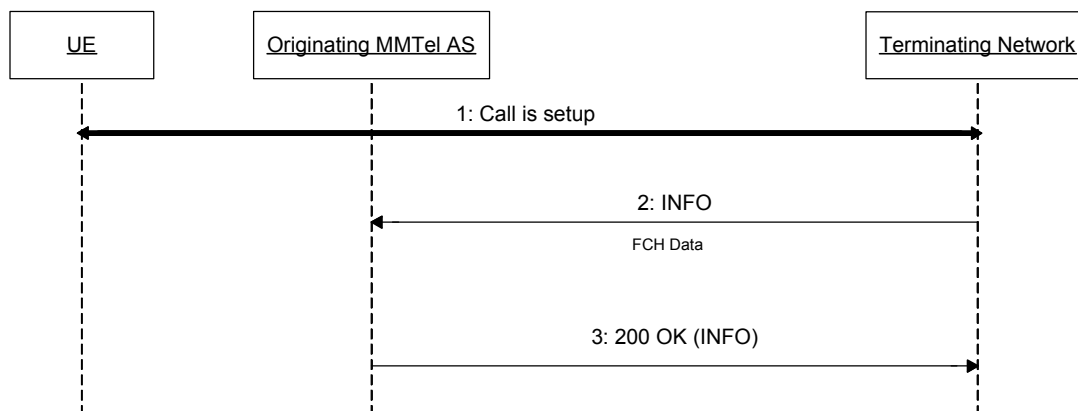 UE
Originating MMTel AS
Terminating Network
1: Call is setup
2: INFO
FCH Data
3: 200 OK (INFO)